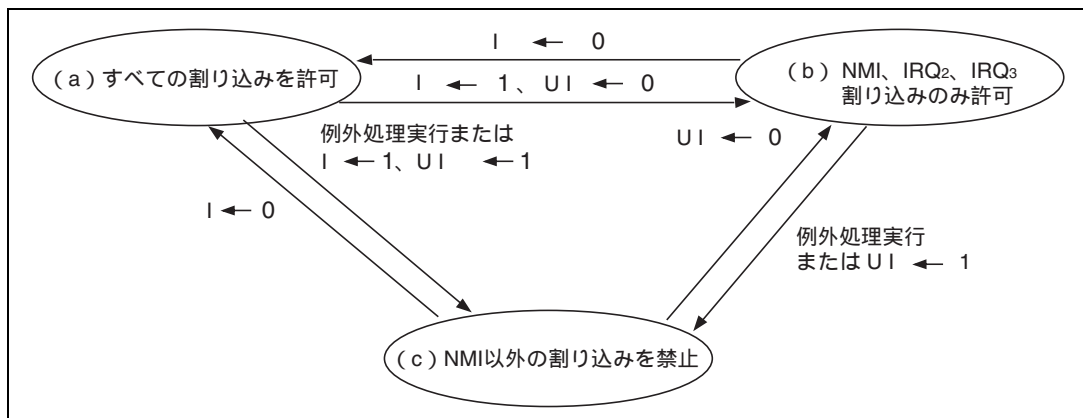 I ← 0
(a)すべての割り込みを許可
I ← 1、UI ← 0
(b) NMI、IRQ2、IRQ3
割り込みのみ許可
例外処理実行または
I ← 1、UI ← 1
UI ← 0
I ← 0
例外処理実行
またはUI ← 1
(c)NMI以外の割り込みを禁止